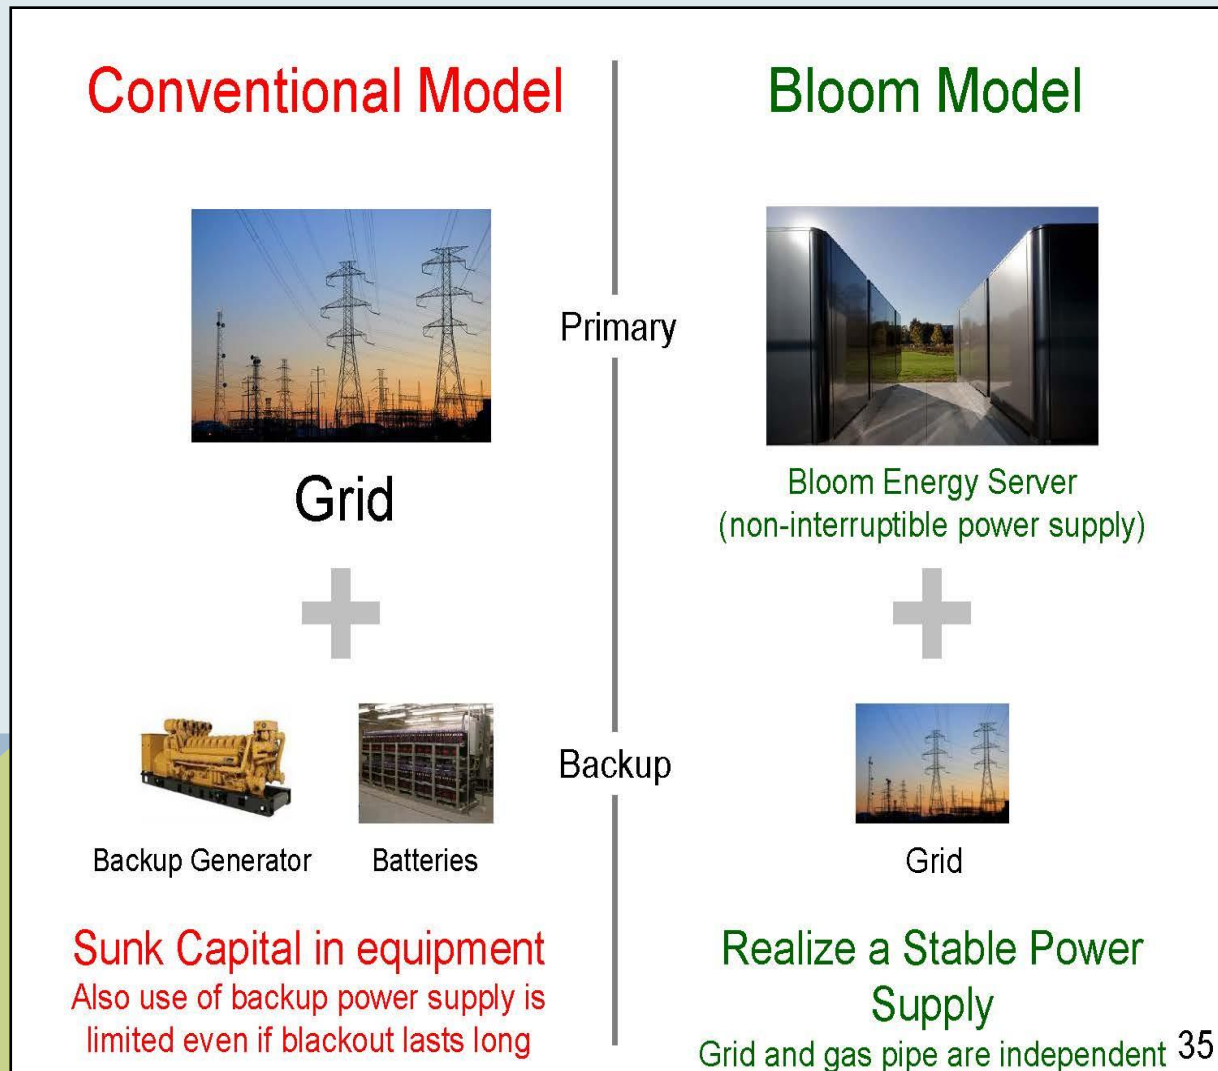 Conventional Model
Bloom Model
Primary
Grid
Bloom Energy Server
(non-interruptible power supply)
Backup
Backup Generator
Batteries
Grid
Sunk Capital in equipment
Also use of backup power supply is
limited even if blackout lasts long
Realize a Stable Power
Supply
Grid and gas pipe are independent
35